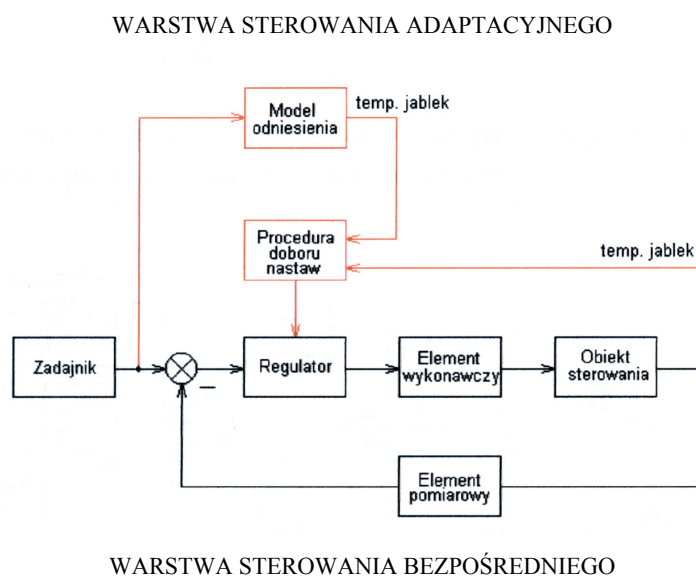 WARSTWA STEROWANIA ADAPTACYJNEGO
temp. jablek
Model
odniesienia
Procedura
doboru
nastaw
temp. jablek
Zadajnik
Regulator
Element
wykonawczy
Obiekt
sterowania
Element
pomiarowy
WARSTWA STEROWANIA BEZPOŚREDNIEGO